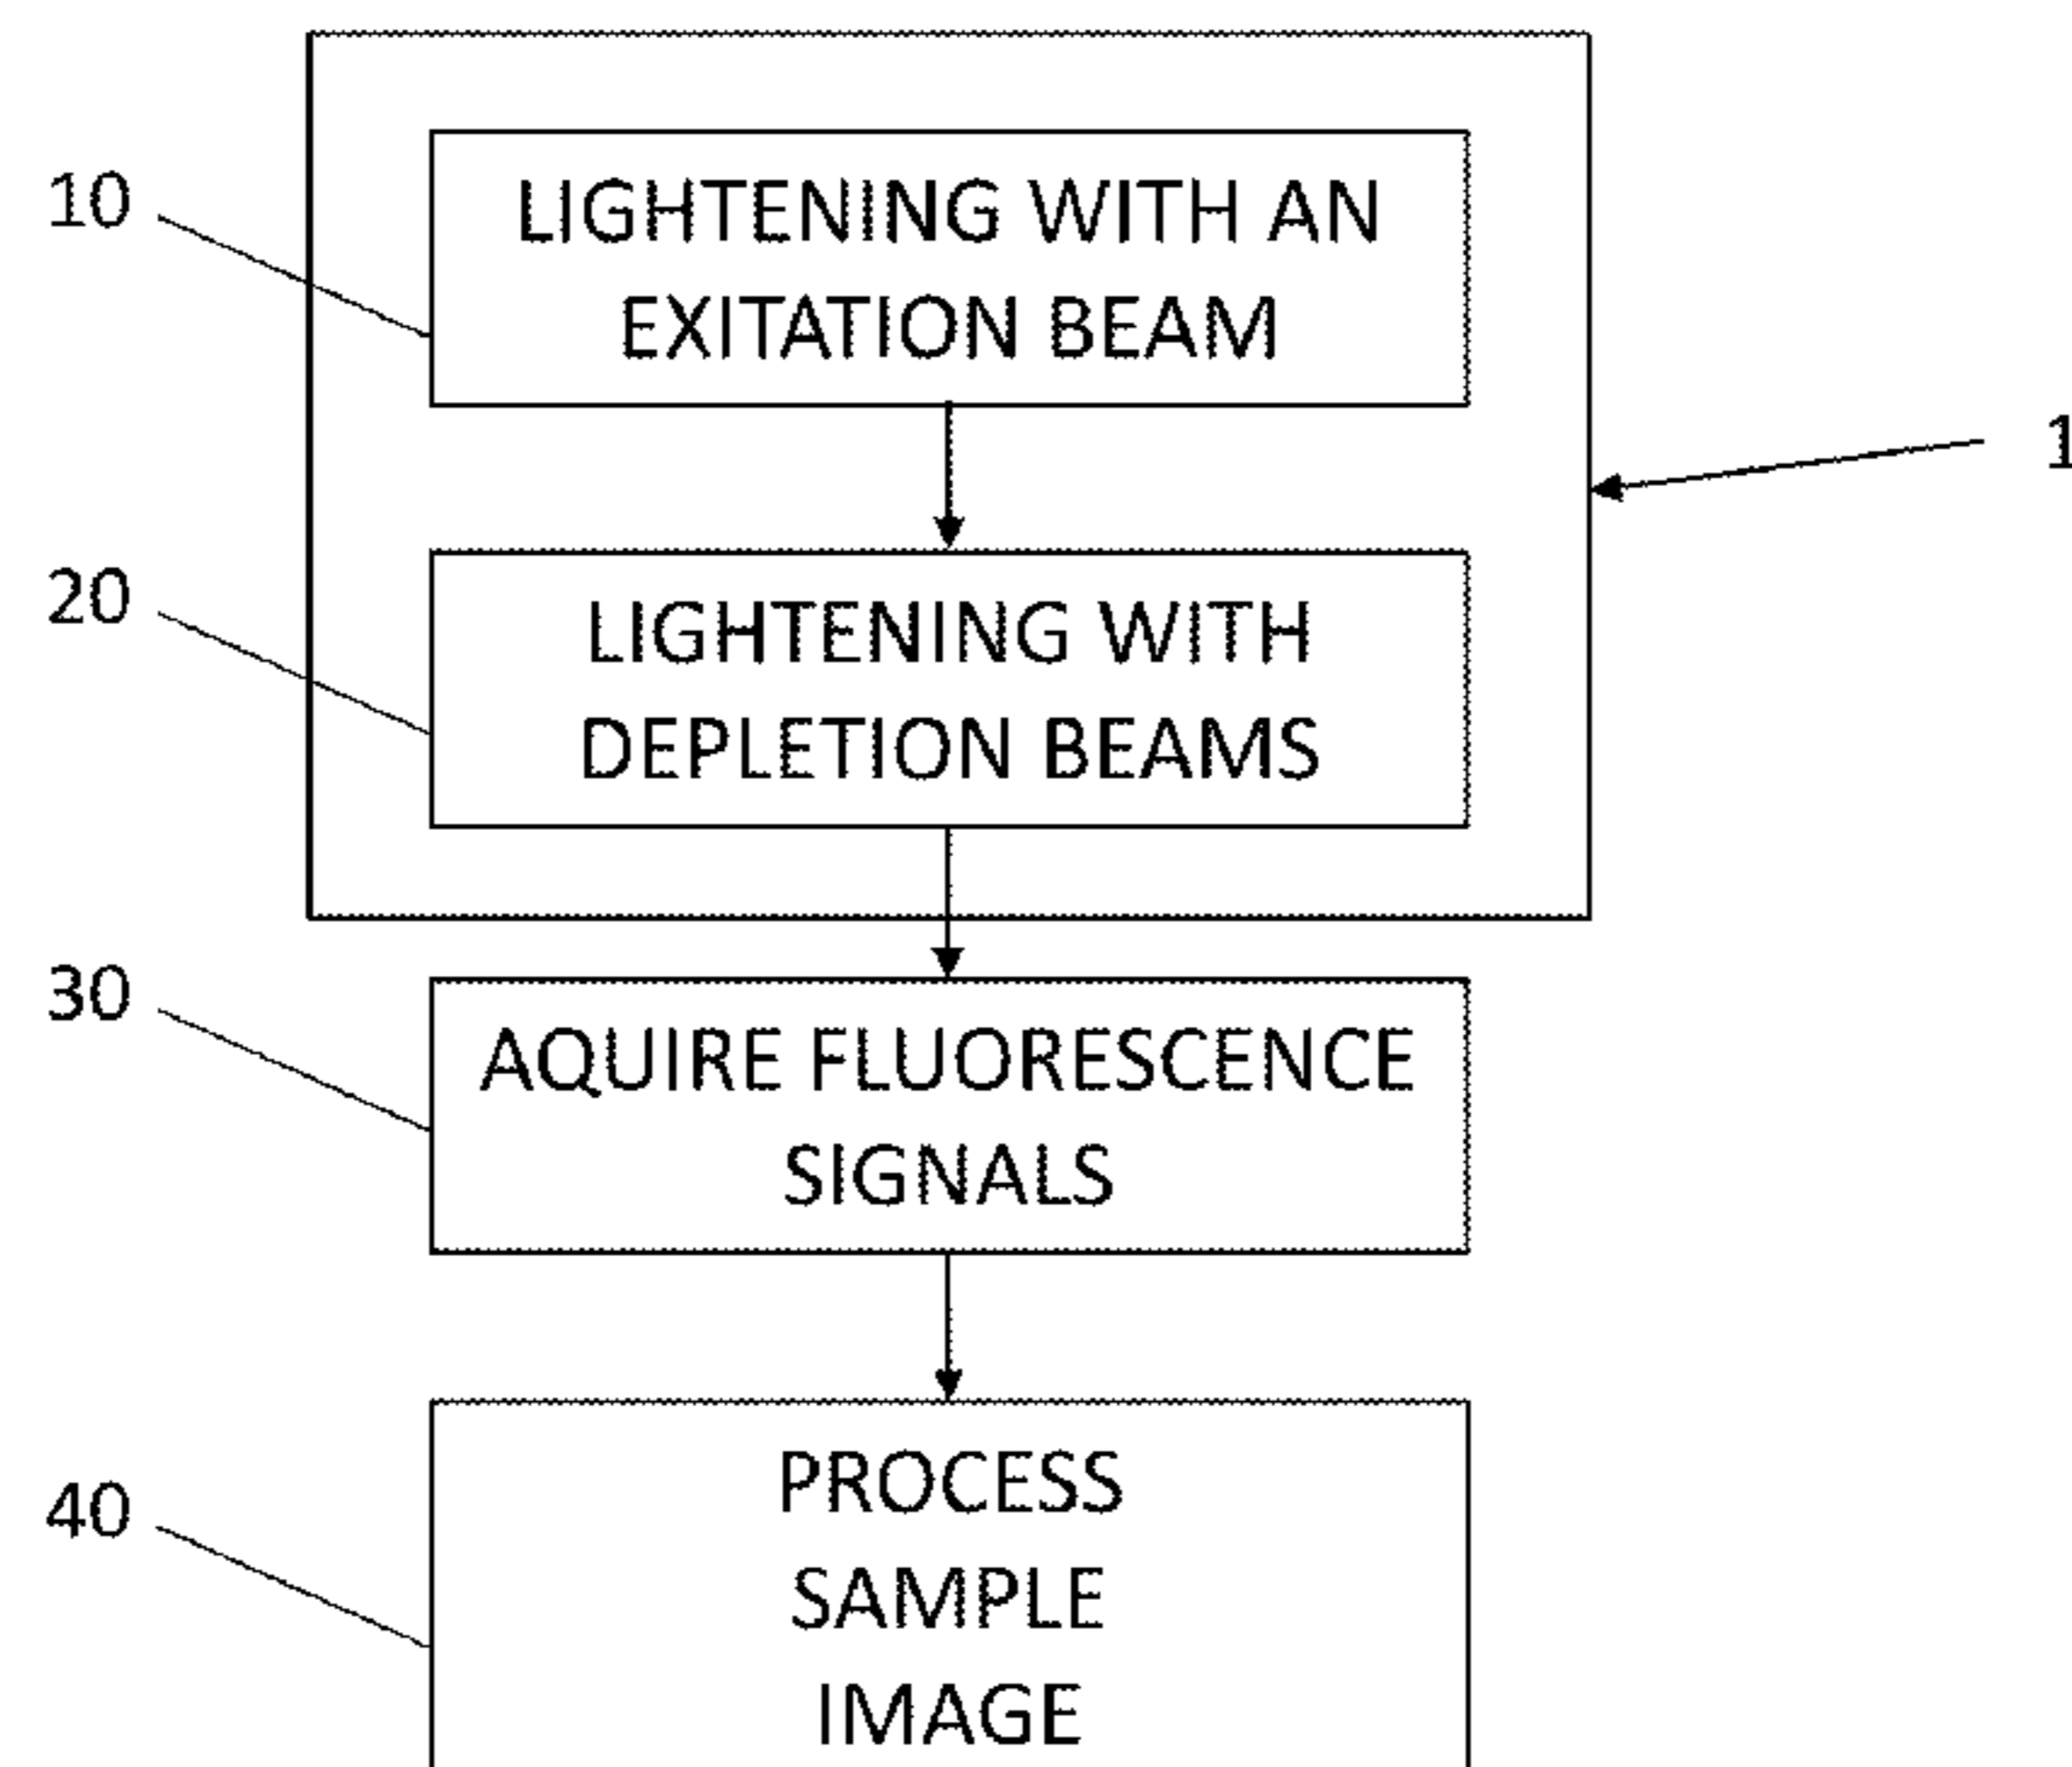 10
LIGHTENING WITH AN
EXITATION BEAM
1
20
LIGHTENING WITH
DEPLETION BEAMS
30
AQUIRE FLUORESCENCE
SIGNALS
40
PROCESS
SAMPLE
IMAGE